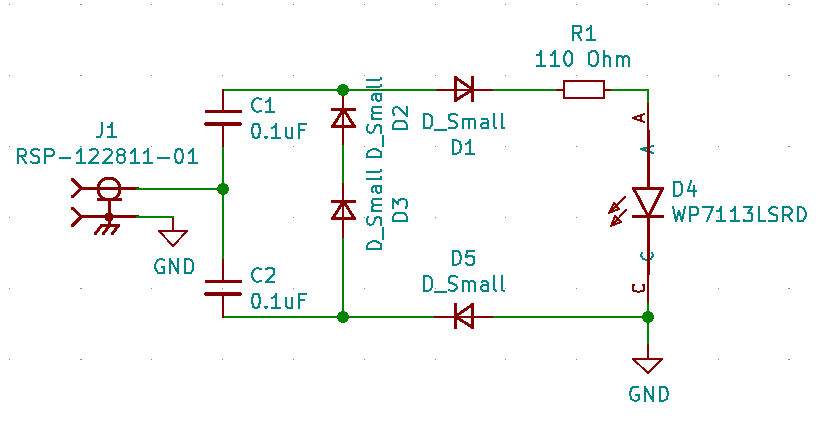 R1
110 Ohm
C1
0.1uF
D_Small
D2
D_Small
D1
J1
RSP-122811-01
GND
D_Small
D3
A
A
D4
WP7113LSRD
C
C
C2
0.1uF
D5
D_Small
GND